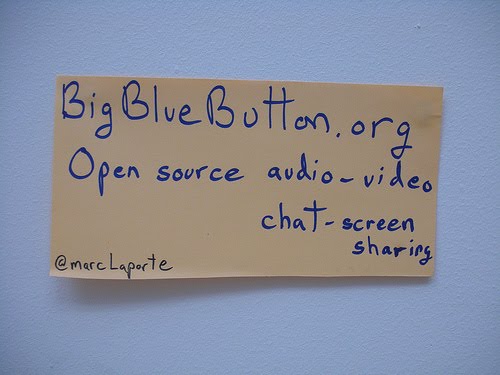 BigBlueButton.org
Open source audio-video
chat-screen
sharing
@marcLaporte